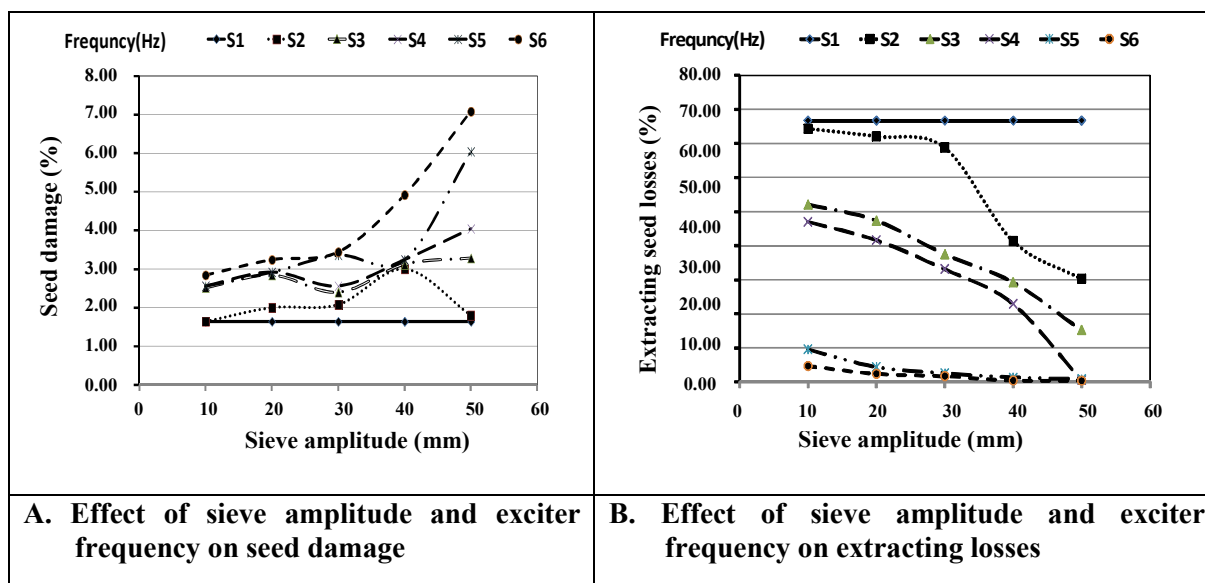 Frequncy(Hz) S1 S2 S3 S4 S5 S6
8.00
7.00
6.00
5.00
4.00
3.00
2.00
1.00
0.00
Seed damage (%)
0 10 20 30 40 50 60
Sieve amplitude (mm)
A. Effect of sieve amplitude and exciter
frequency on seed damage
Frequncy(Hz) S1 S2 S3 S4 S5 S6
80.00
70.00
60.00
50.00
40.00
30.00
20.00
10.00
0.00
Extracting seed losses (%)
0 10 20 30 40 50 60
Sieve amplitude (mm)
B. Effect of sieve amplitude and exciter
frequency on extracting losses